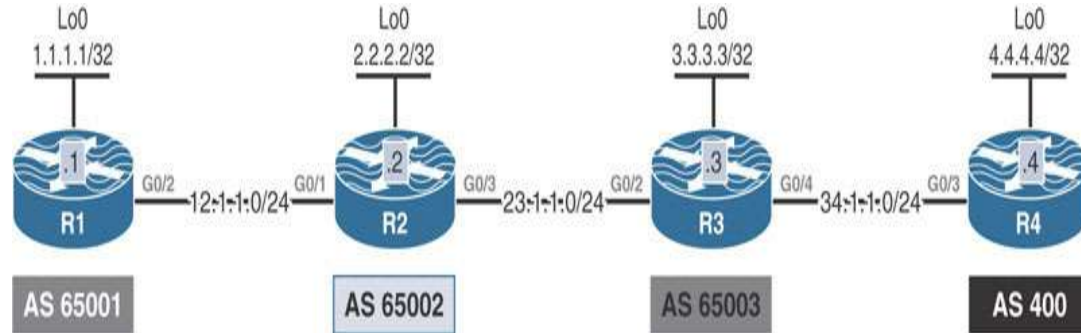 Lo0
1.1.1.1/32
Lo0
2.2.2.2/32
Lo0
3.3.3.3/32
Lo0
4.4.4.4/32
.1
R1
G0/2
12.1.1.0/24
G0/1
.2
R2
G0/3
23.1.1.0/24
G0/2
.3
R3
G0/4
34.1.1.0/24
G0/3
.4
R4
AS 65001
AS 65002
AS 65003
AS 400